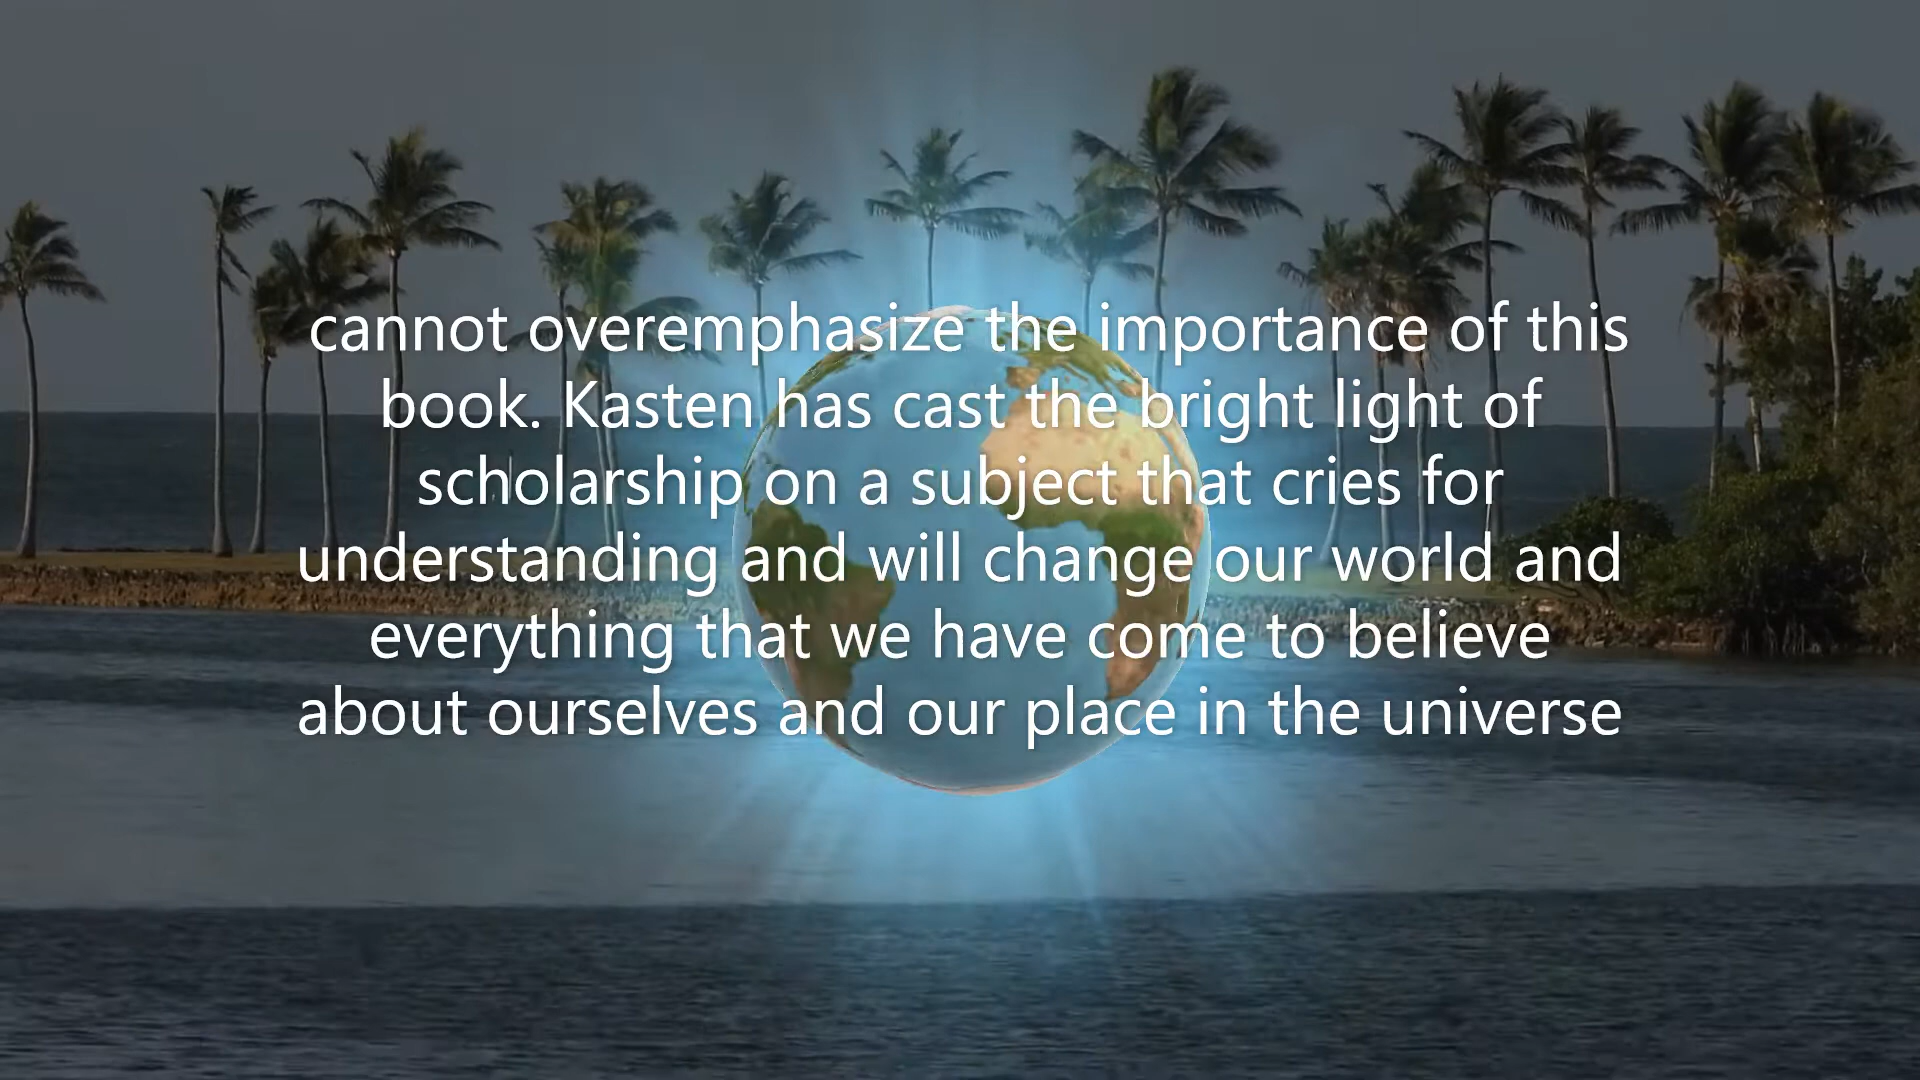 cannot overemphasize the importance of this
book. Kasten has cast the bright light of
scholarship on a subject that cries for
understanding and will change our world and
everything that we have come to believe
about ourselves and our place in the universe